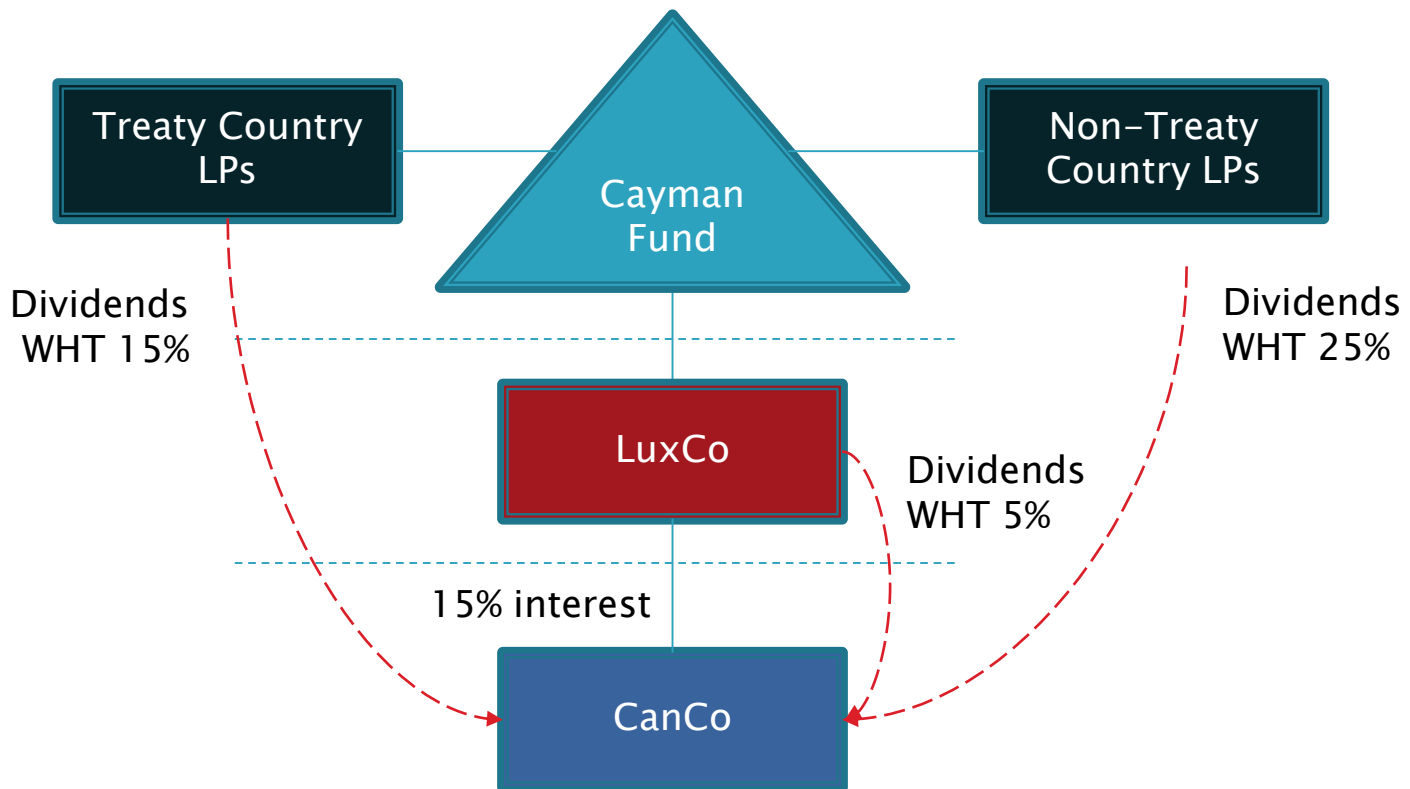 Treaty Country
LPs
Cayman
Fund
Non-Treaty
Country LPs
Dividends
WHT 15%
Dividends
WHT 25%
LuxCo
Dividends
WHT 5%
15% interest
CanCo